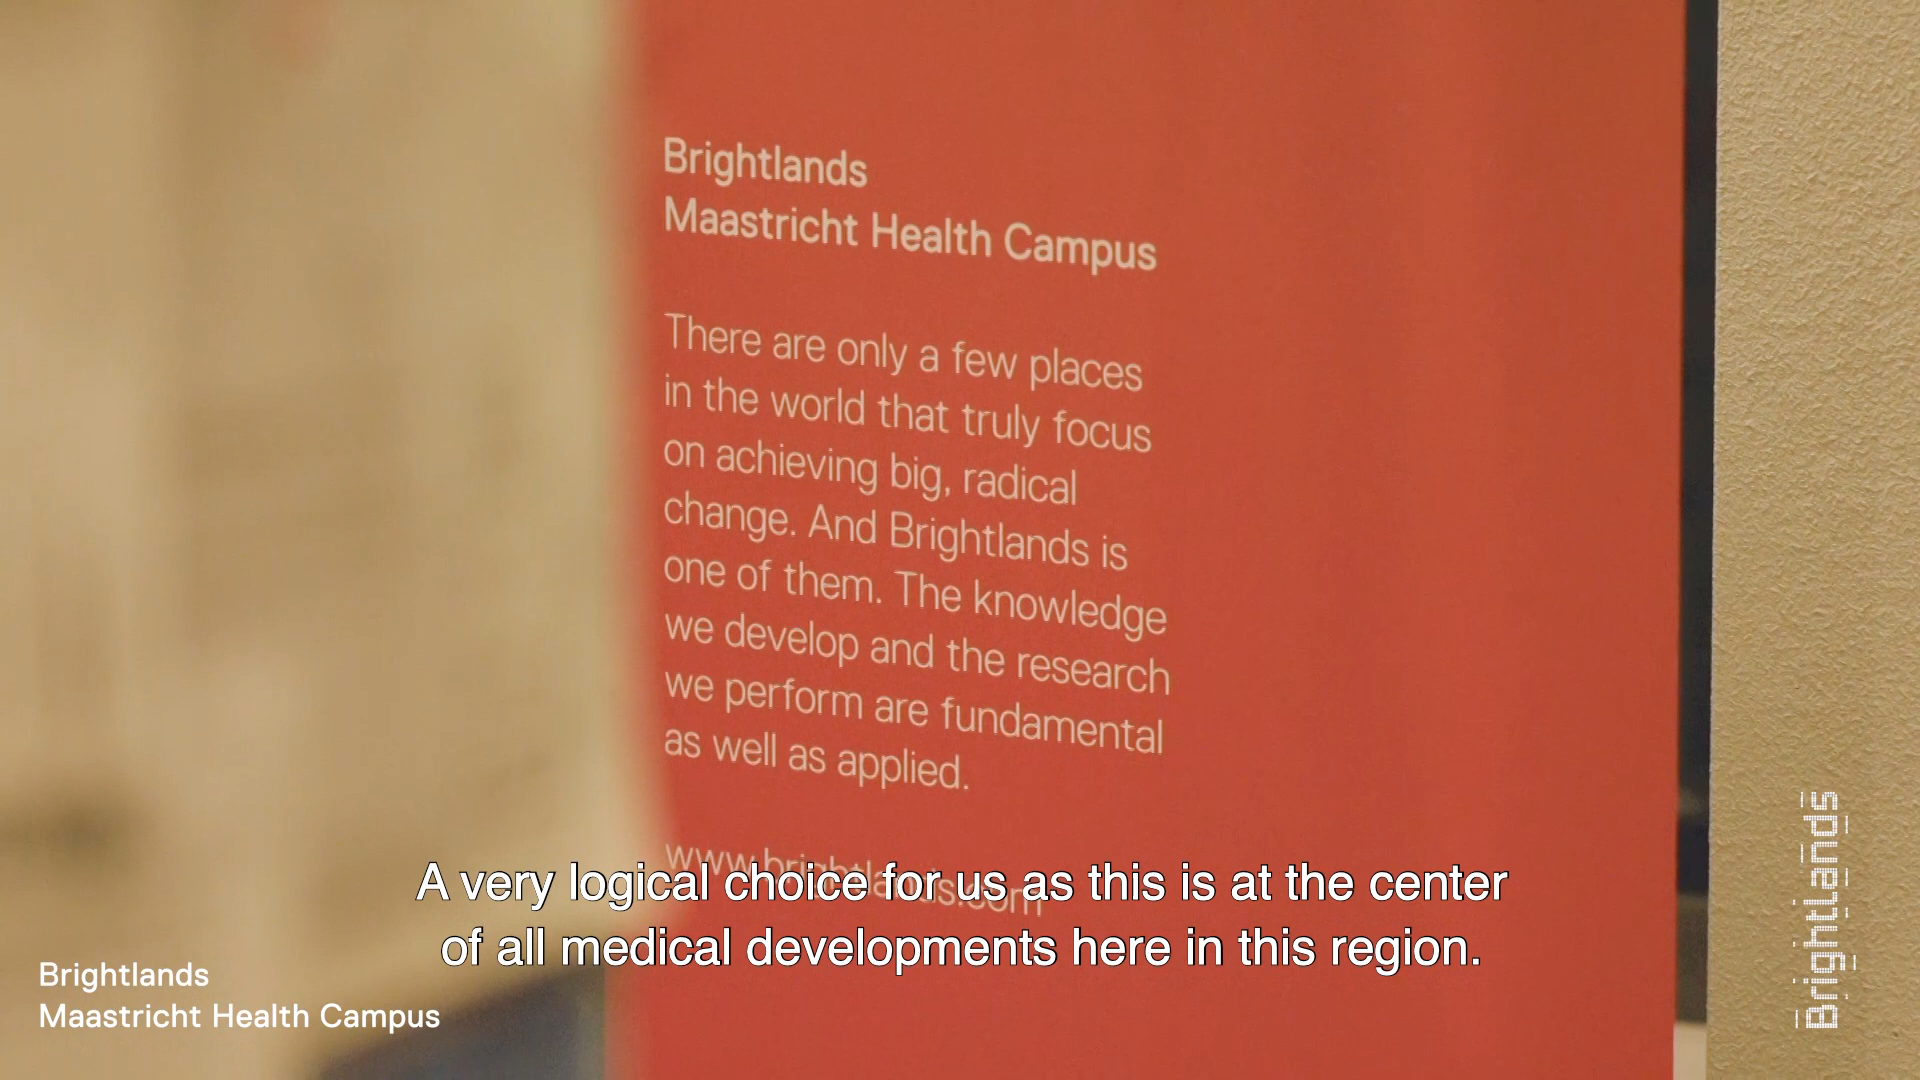 Brightlands
Maastricht Health Campus
There are only a few places
in the world that truly focus
on achieving big, radical
change. And Brightlands is
one of them. The knowledge
we develop and the research
we perform are fundamental
as well as applied.
www.brightlands.com
A very logical choice for us as this is at the center
of all medical developments here in this region.
Brightlands
Maastricht Health Campus
Brightlands